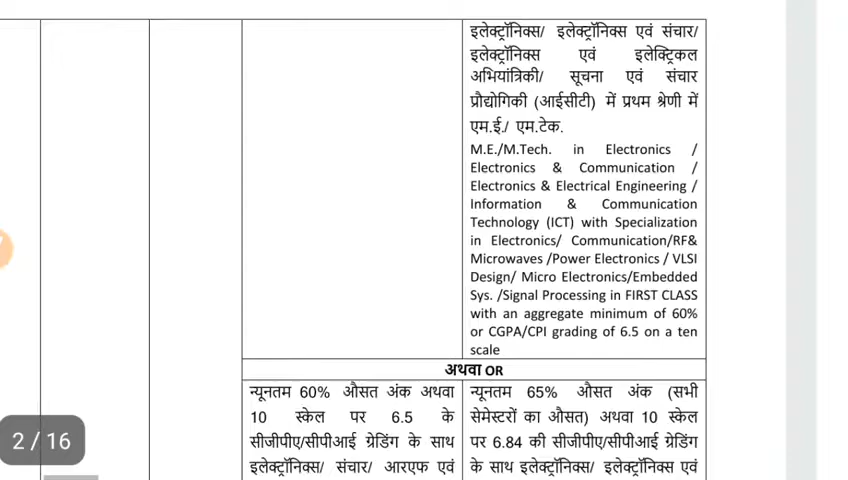 इलेक्ट्रॉनिक्स/ इलेक्ट्रॉनिक्स एवं संचार/
इलेक्ट्रॉनिक्स एवं इलेक्ट्रिकल
अभियांत्रिकी/ सूचना एवं संचार
प्रौद्योगिकी (आईसीटी) में प्रथम श्रेणी में
एम.ई./ एम.टेक.
M.E./M.Tech. in Electronics /
Electronics & Communication /
Electronics & Electrical Engineering /
Information & Communication
Technology (ICT) with Specialization
in Electronics/ Communication/RF&
Microwaves /Power Electronics / VLSI
Design/ Micro Electronics/Embedded
Sys. /Signal Processing in FIRST CLASS
with an aggregate minimum of 60%
or CGPA/CPI grading of 6.5 on a ten
scale
अथवा OR
न्यूनतम 60% औसत अंक अथवा
10 स्केल पर 6.5 के
सीजीपीए/सीपीआई ग्रेडिंग के साथ
इलेक्ट्रॉनिक्स/ संचार/ आरएफ एवं
न्यूनतम 65% औसत अंक (सभी
सेमेस्टरों का औसत) अथवा 10 स्केल
पर 6.84 की सीजीपीए/सीपीआई ग्रेडिंग
के साथ इलेक्ट्रॉनिक्स/ इलेक्ट्रॉनिक्स एवं
2 / 16